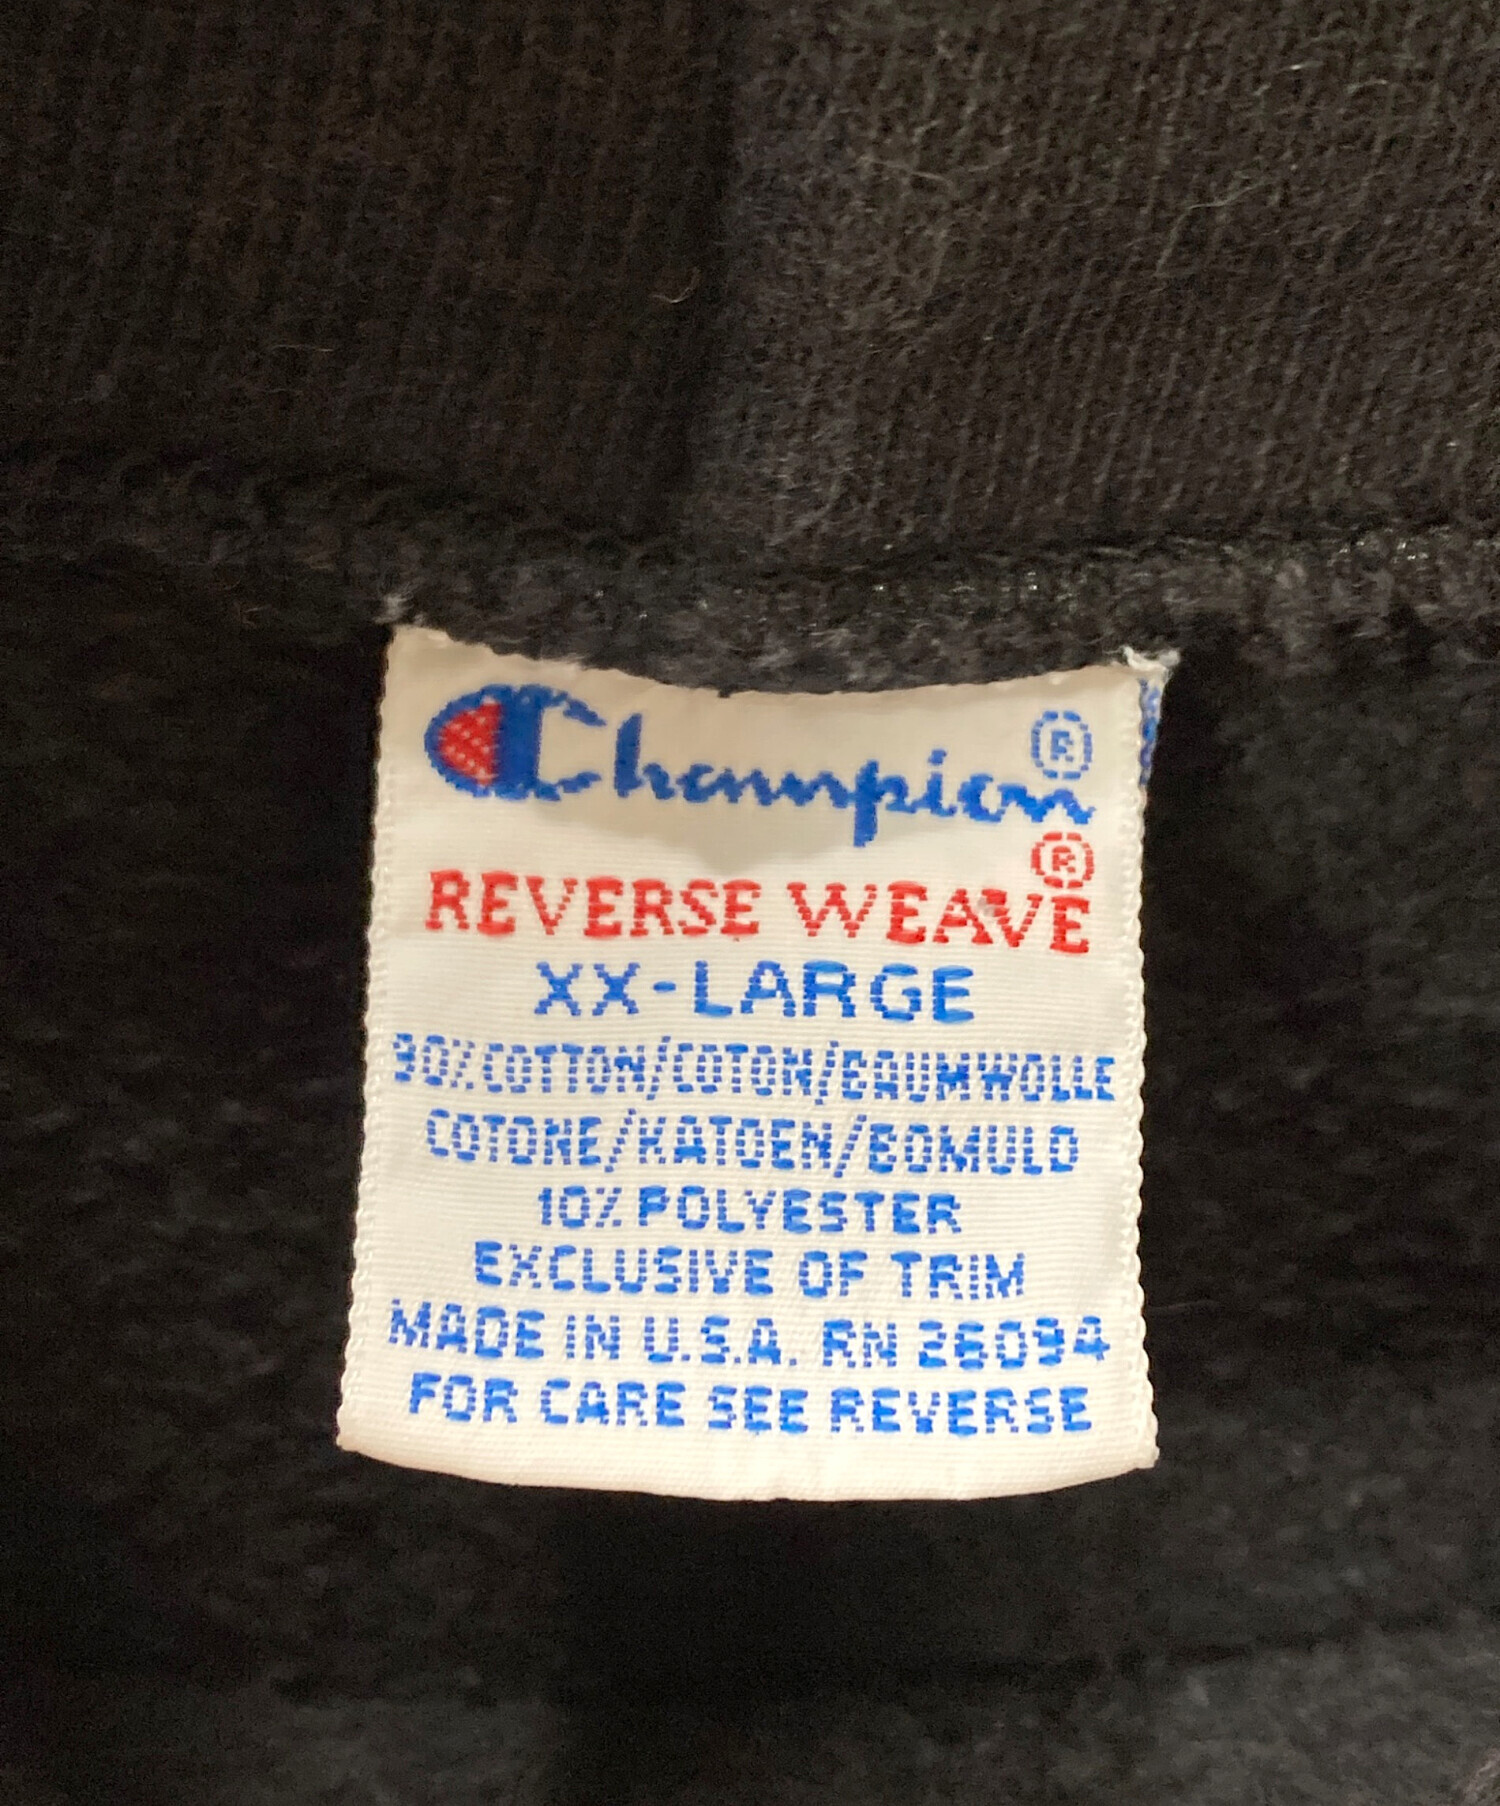 Champion®
REVERSE WEAVE®
XX-LARGE
90% COTTON/COTON/BAUMWOLLE
COTONE/KATOEN/BOMULD
10% POLYESTER
EXCLUSIVE OF TRIM
MADE IN U.S.A. RN 26094
FOR CARE SEE REVERSE